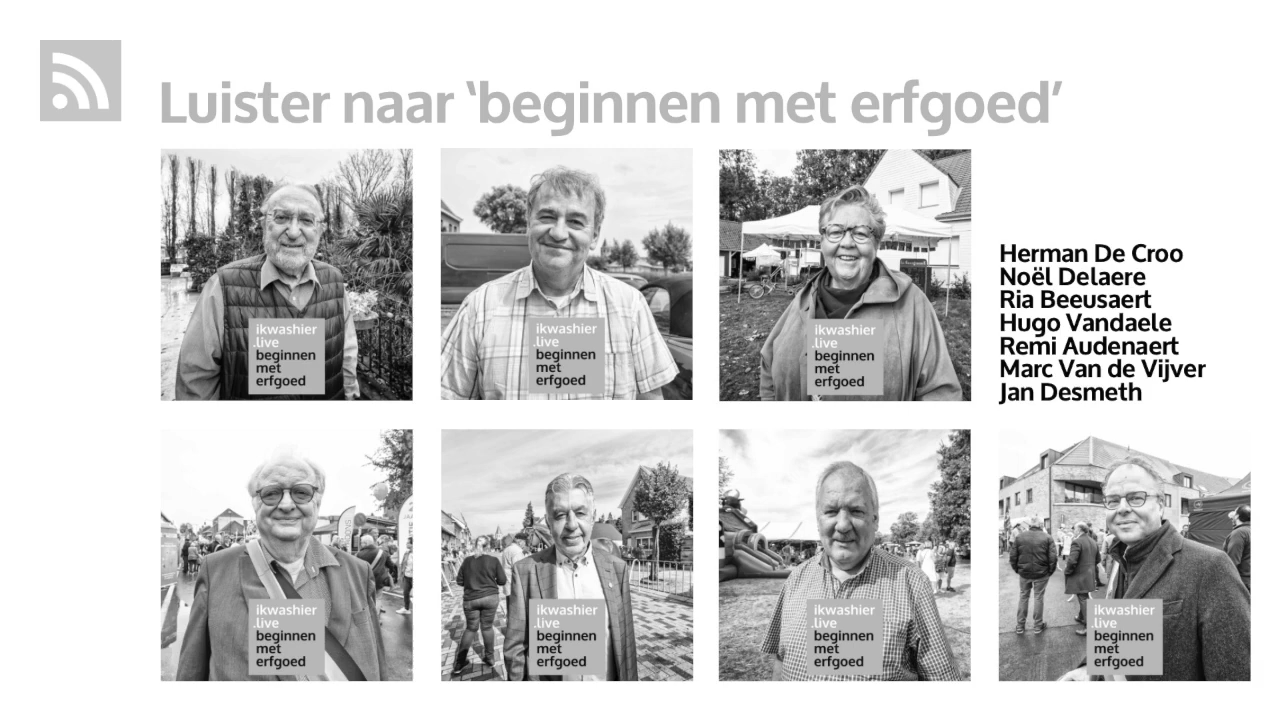 Luister naar ‘beginnen met erfgoed’
ikwashier
.live
beginnen
met
erfgoed
ikwashier
.live
beginnen
met
erfgoed
ikwashier
.live
beginnen
met
erfgoed
Herman De Croo
Noël Delaere
Ria Beeusaert
Hugo Vandaele
Remi Audenaert
Marc Van de Vijver
Jan Desmeth
ikwashier
.live
beginnen
met
erfgoed
ikwashier
.live
beginnen
met
erfgoed
ikwashier
.live
beginnen
met
erfgoed
ikwashier
.live
beginnen
met
erfgoed